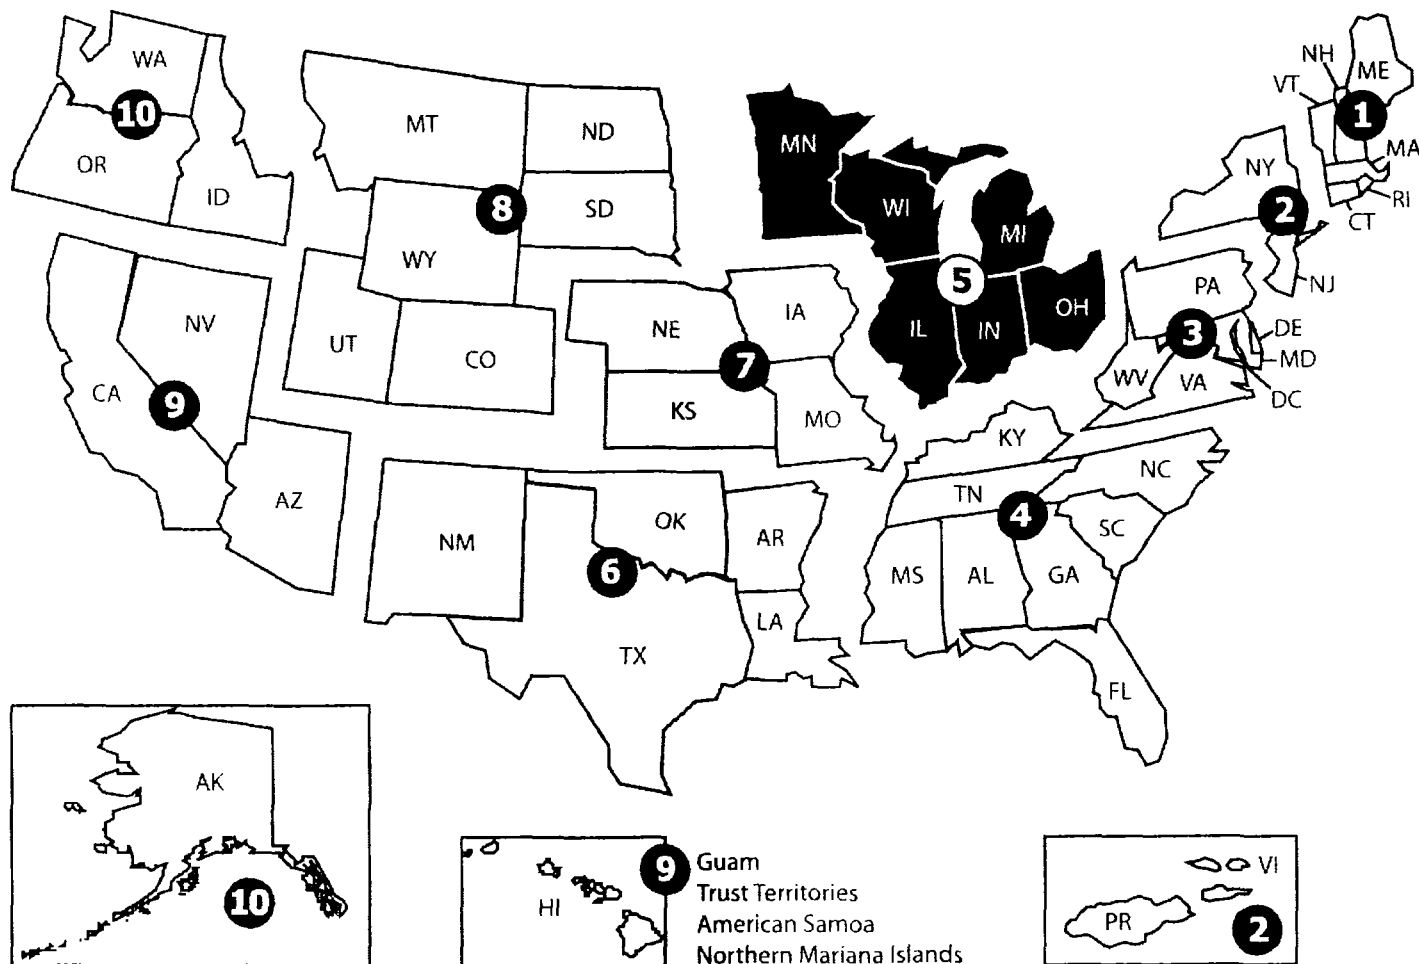 WA
10
OR
ID
MT
ND
8
SD
WY
MN
WI
MI
5
IL
IN
OH
NH
VT
ME
1
MA
NY
2
RI
CT
NJ
PA
3
DE
MD
WV
VA
DC
NV
CA
9
UT
CO
AZ
NE
IA
7
KS
MO
KY
TN
NC
4
SC
MS
AL
GA
FL
NM
OK
6
AR
LA
TX
AK
10
HI
9
Guam
Trust Territories
American Samoa
Northern Mariana Islands
VI
PR
2